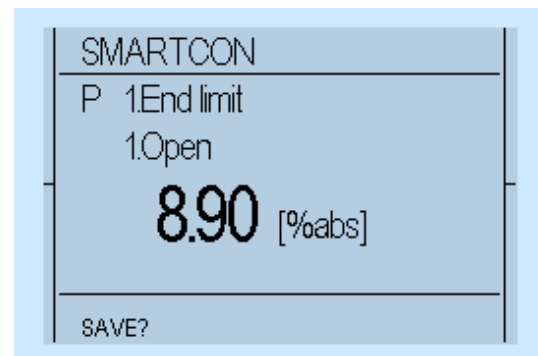 SMARTCON
P 1.End limit
1.Open
8.90 [%abs]
SAVE?